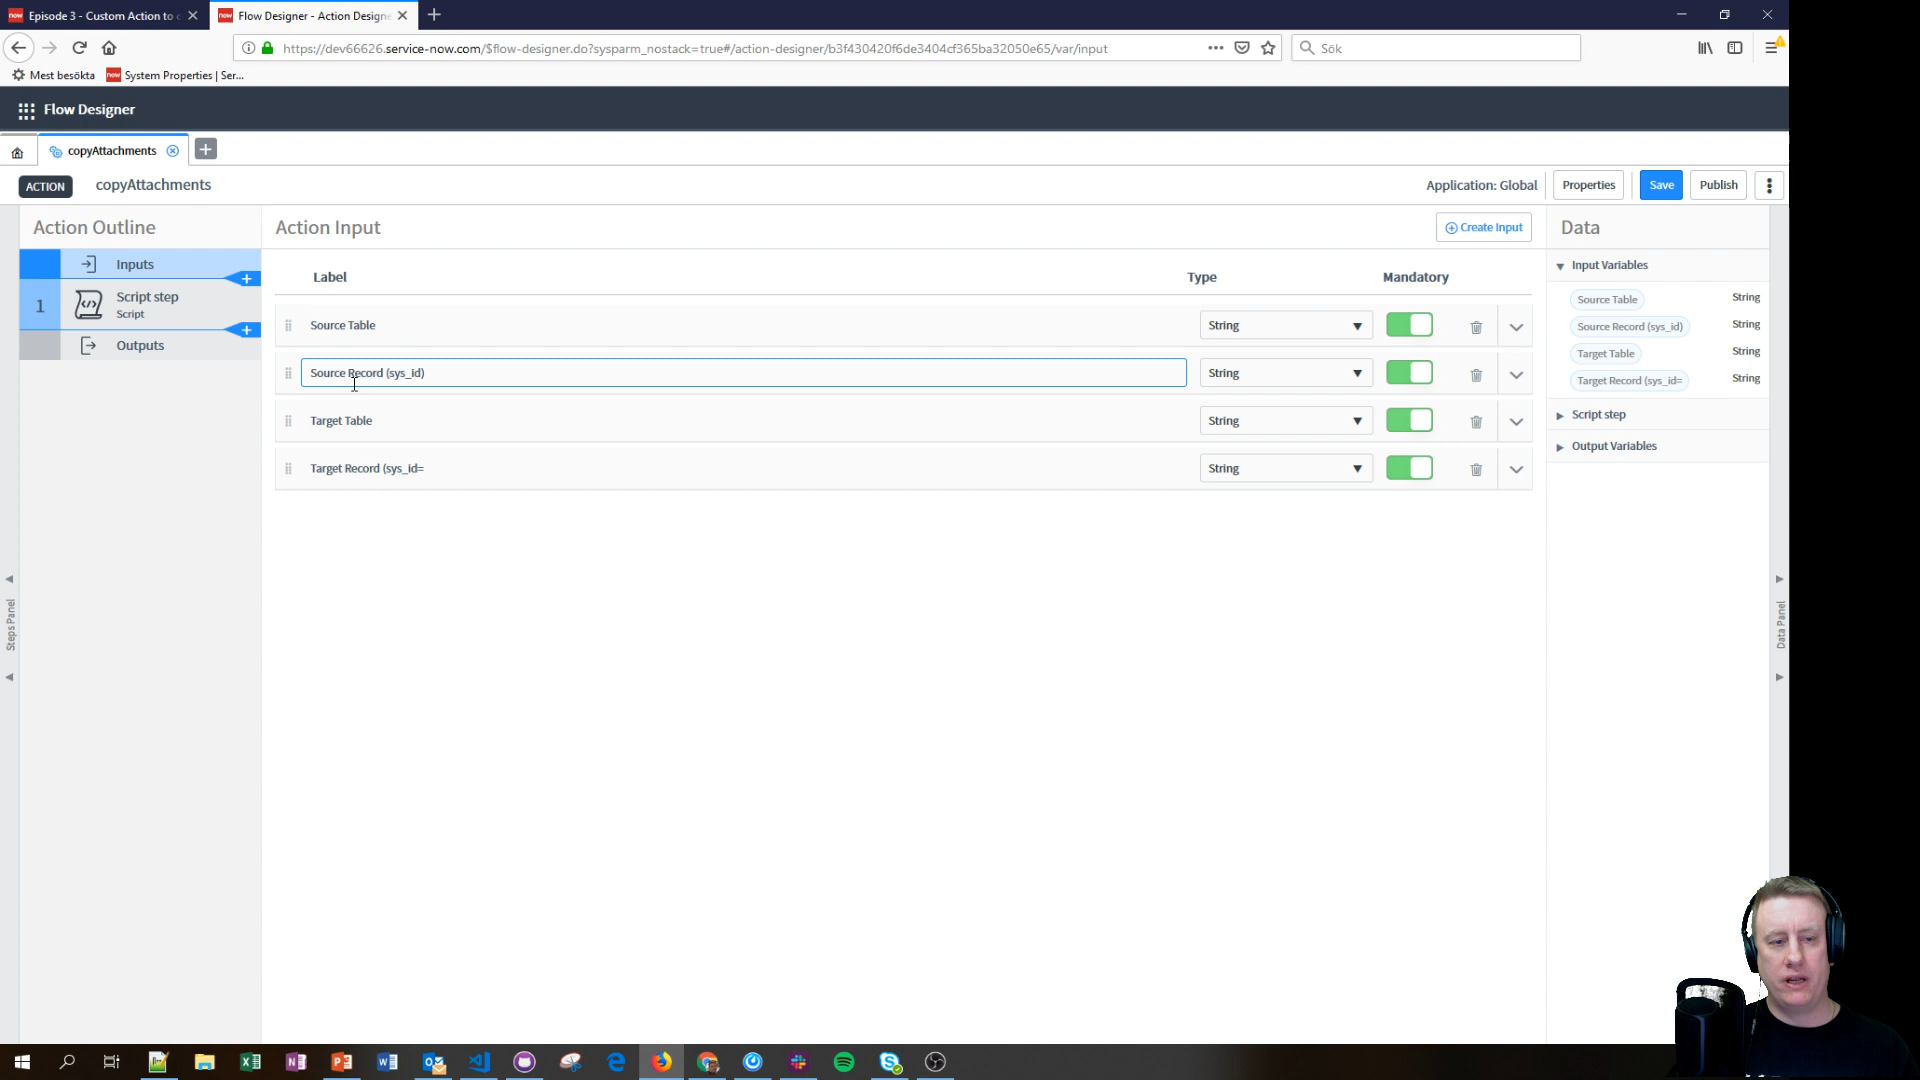 Episode 3 - Custom Action to c
Flow Designer - Action Designe
https://dev66626.service-now.com/$flow-designer.do?sysparm_nostack=true#/action-designer/b3f430420f6de3404cf365ba32050e65/var/input
Sök
Mest besökta
System Properties | Ser...
Flow Designer
copyAttachments
ACTION
copyAttachments
Application: Global
Properties
Save
Publish
Action Outline
Action Input
Create Input
Data
Inputs
Label
Type
Mandatory
Input Variables
1
Script step
Script
Outputs
Source Table
String
Source Record (sys_id)
String
Target Table
String
Target Record (sys_id=
String
Source Table
String
Source Record (sys_id)
String
Target Table
String
Target Record (sys_id=
String
Script step
Output Variables
Steps Panel
Data Panel